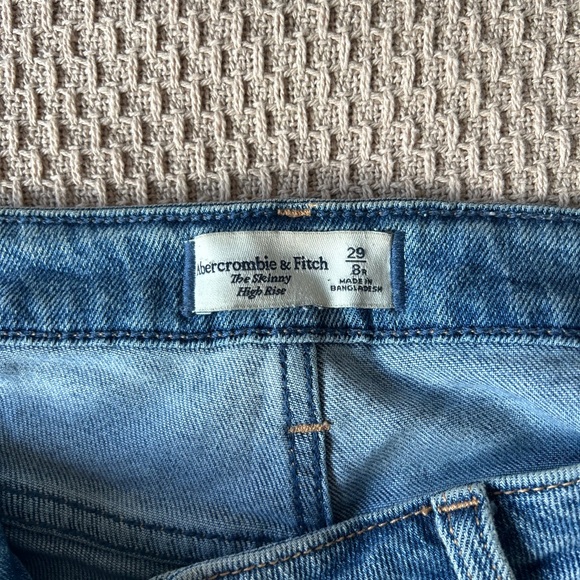 Abercrombie & Fitch
The Skinny
High Rise
29
8R
MADE IN
BANGLADESH